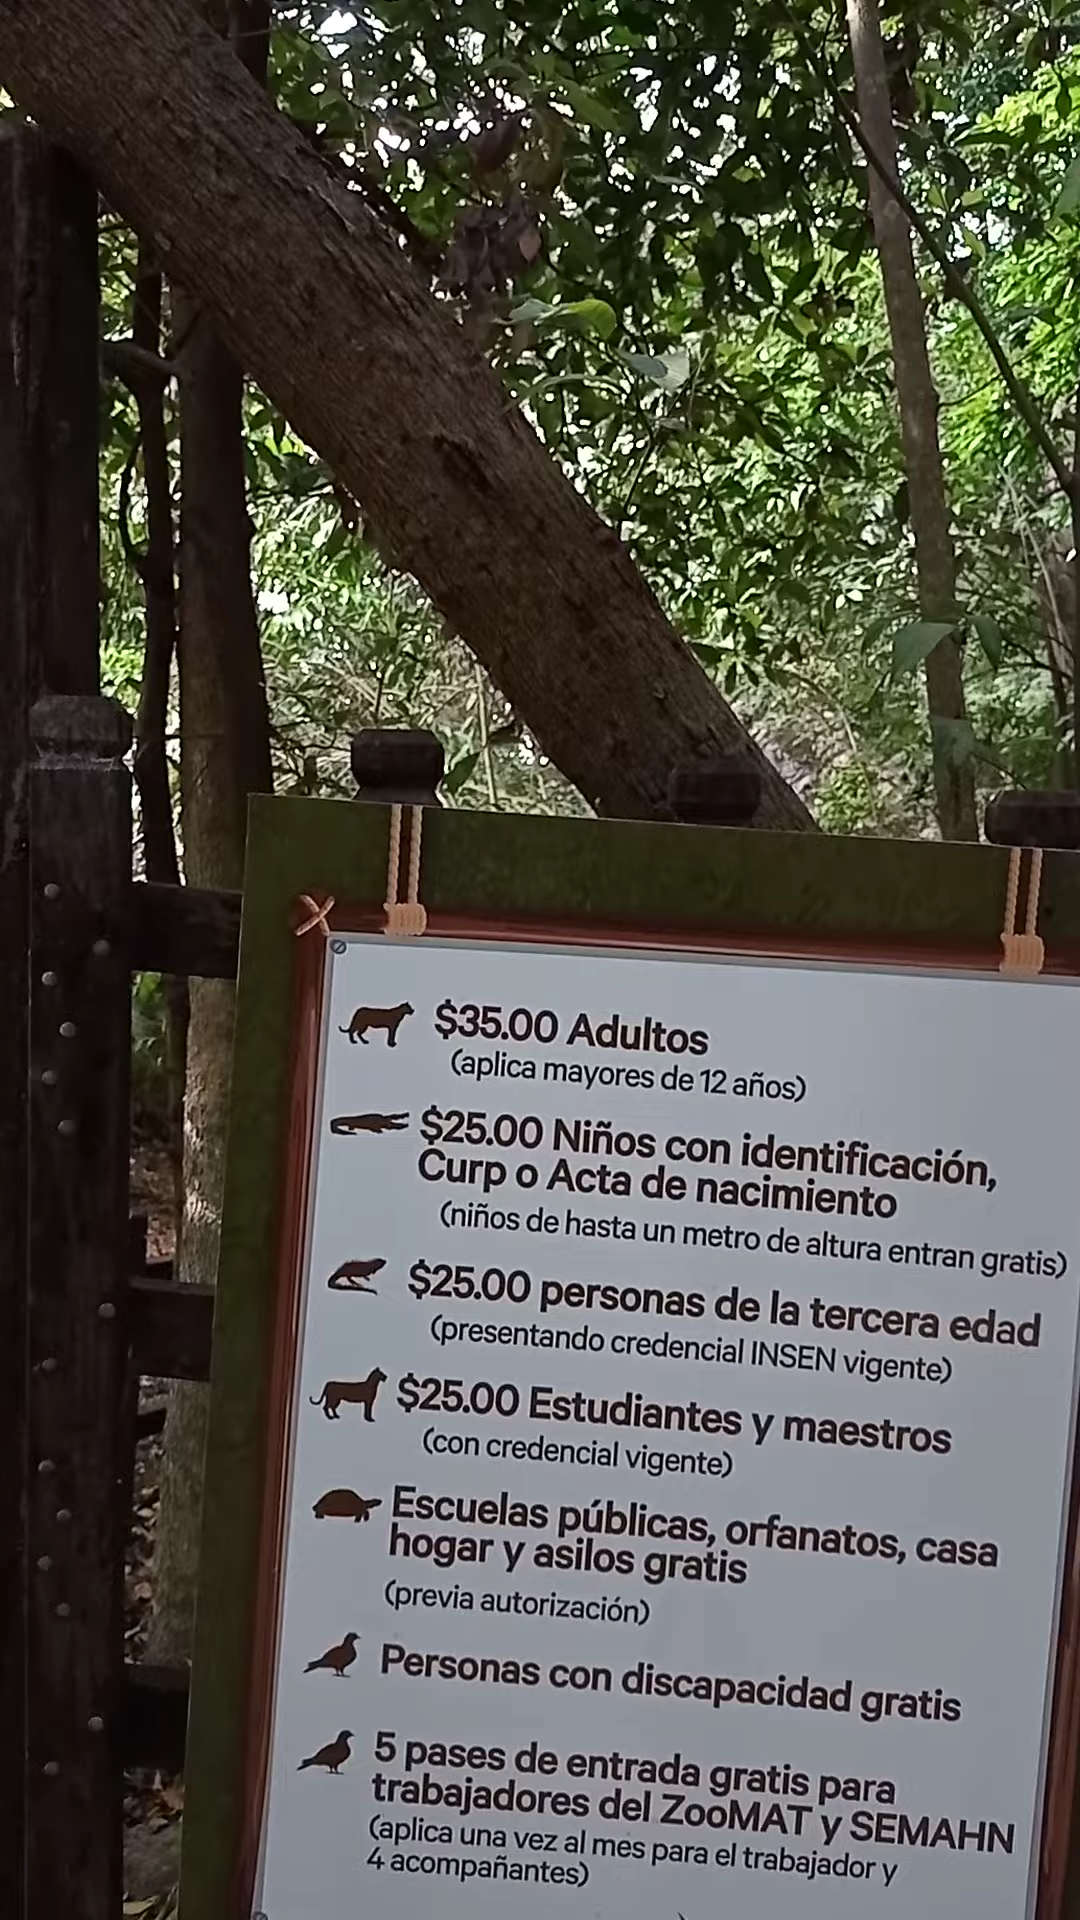 $35.00 Adultos
(aplica mayores de 12 años)
$25.00 Niños con identificación,
Curp o Acta de nacimiento
(niños de hasta un metro de altura entran gratis)
$25.00 personas de la tercera edad
(presentando credencial INSEN vigente)
$25.00 Estudiantes y maestros
(con credencial vigente)
Escuelas públicas, orfanatos, casa
hogar y asilos gratis
(previa autorización)
Personas con discapacidad gratis
5 pases de entrada gratis para
trabajadores del ZooMAT y SEMAHN
(aplica una vez al mes para el trabajador y
4 acompañantes)